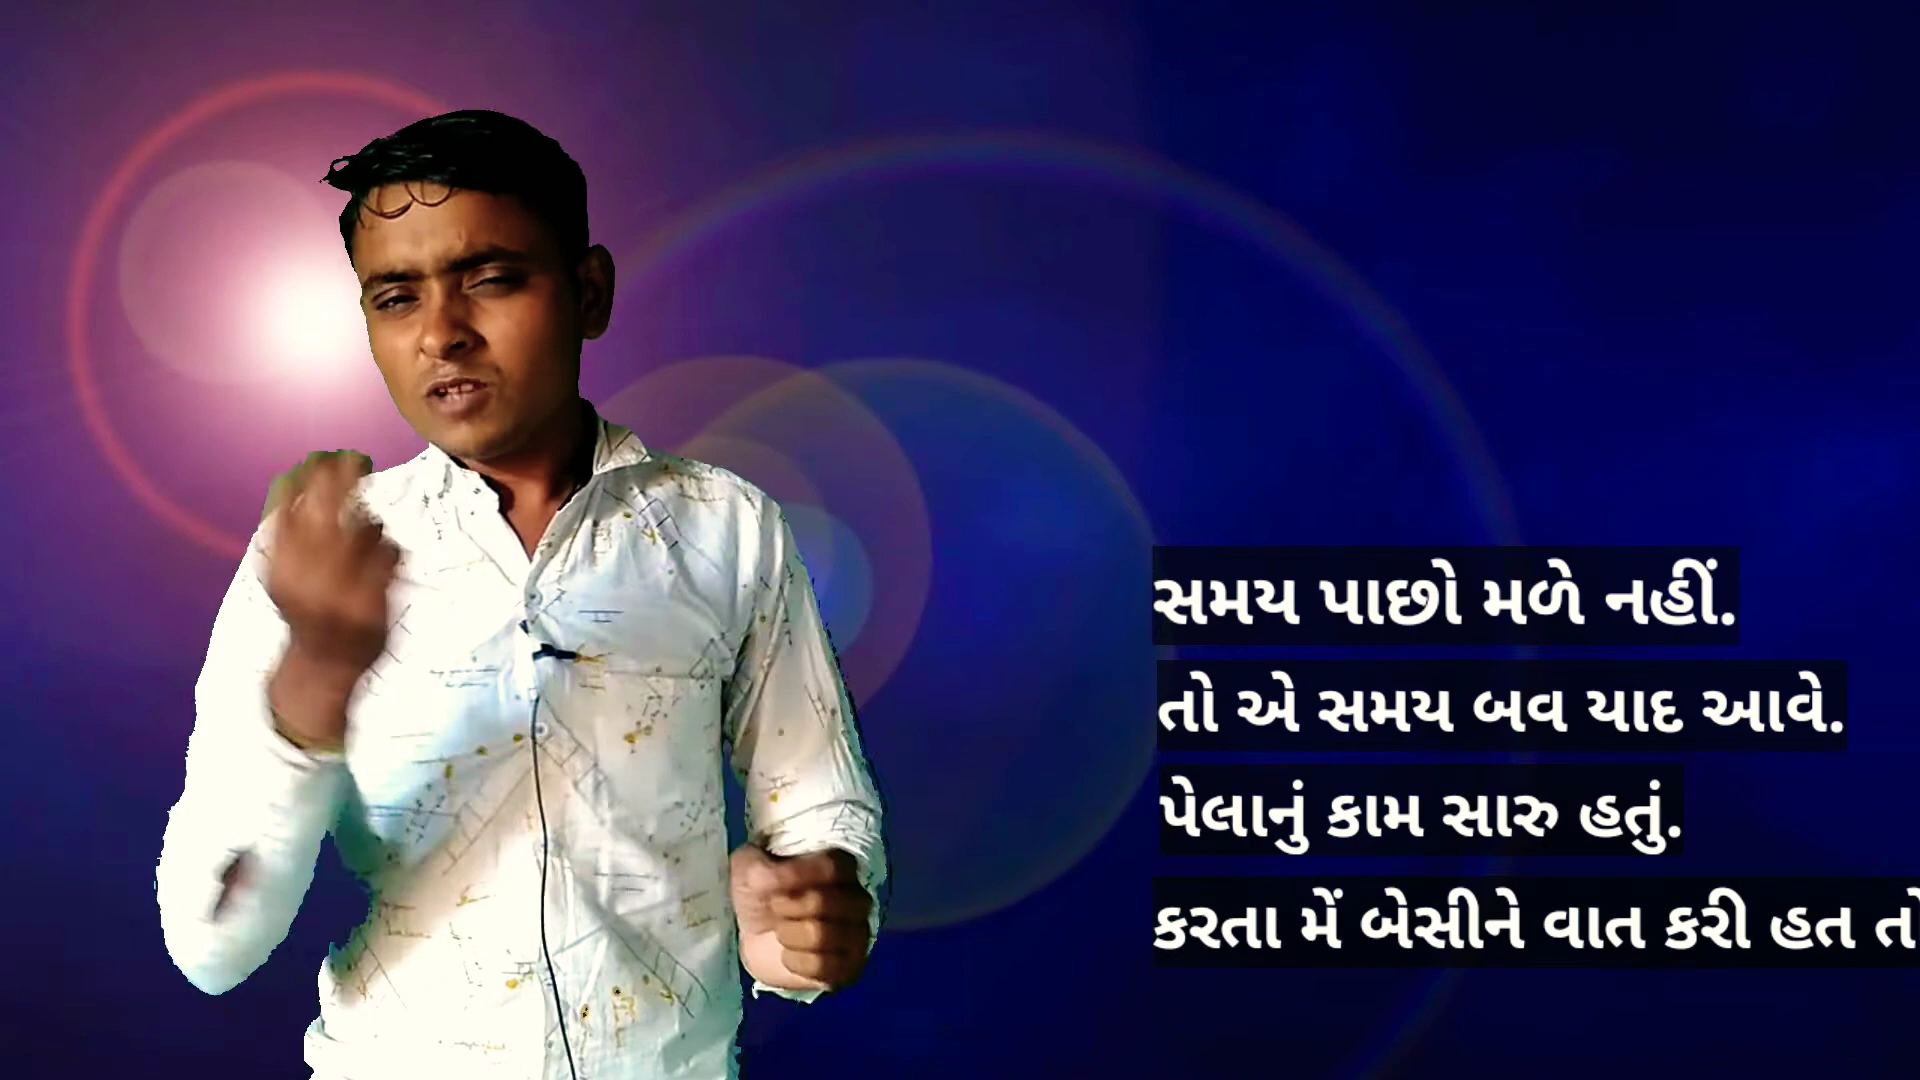 સમય પાછો મળે નહીં.
તો એ સમય બવ યાદ આવે.
પેલાનું કામ સારુ હતું.
કરતા મેં બેસીને વાત કરી હત તો